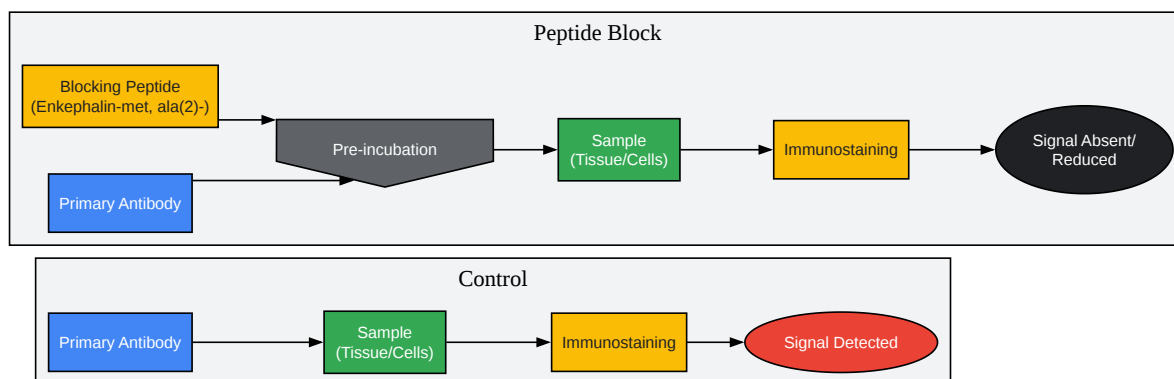 Peptide Block
Blocking Peptide
(Enkephalin-met, ala(2)-)
Pre-incubation
Primary Antibody
Sample
(Tissue/Cells)
Immunostaining
Signal Absent/
Reduced
Control
Primary Antibody
Sample
(Tissue/Cells)
Immunostaining
Signal Detected